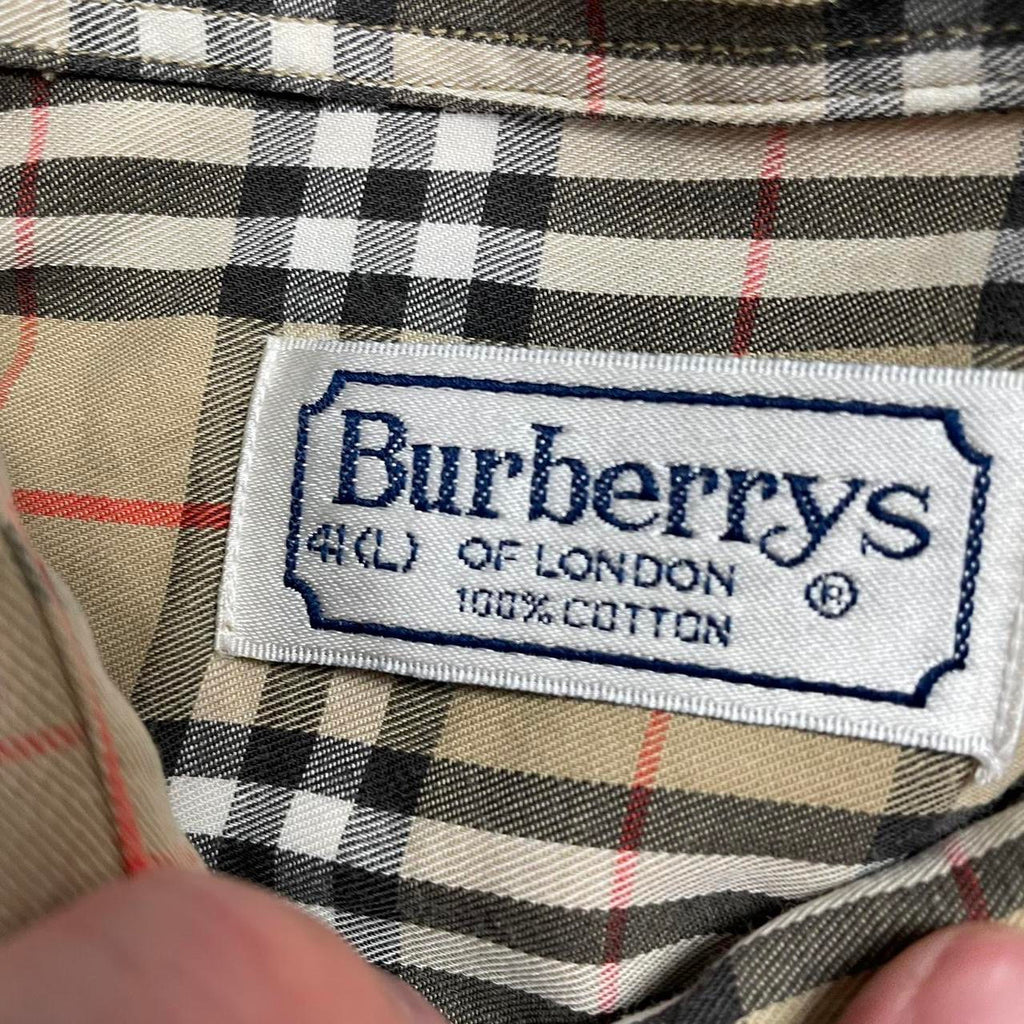 Burberrys
41(L) OF LONDON ®
100% COTTON